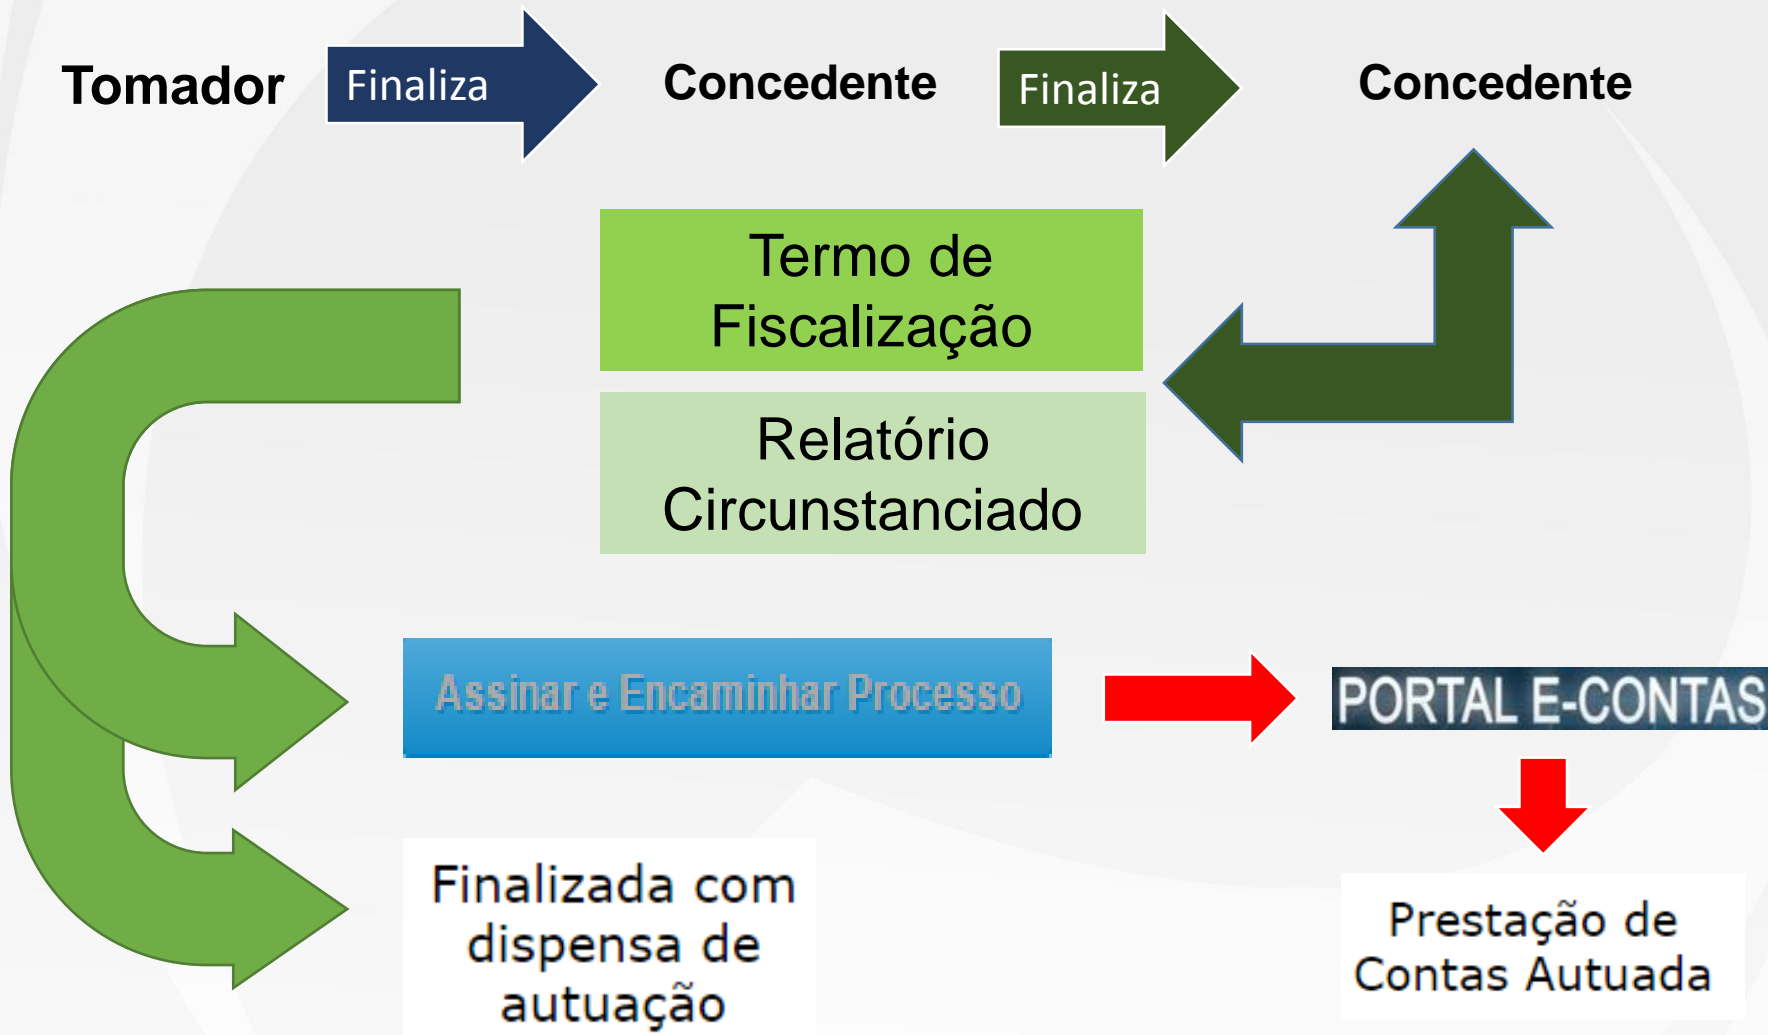 Tomador
Finaliza
Concedente
Finaliza
Concedente
Termo de
Fiscalização
Relatório
Circunstanciado
Assinar e Encaminhar Processo
PORTAL E-CONTAS
Finalizada com
dispensa de
autuação
Prestação de
Contas Autuada